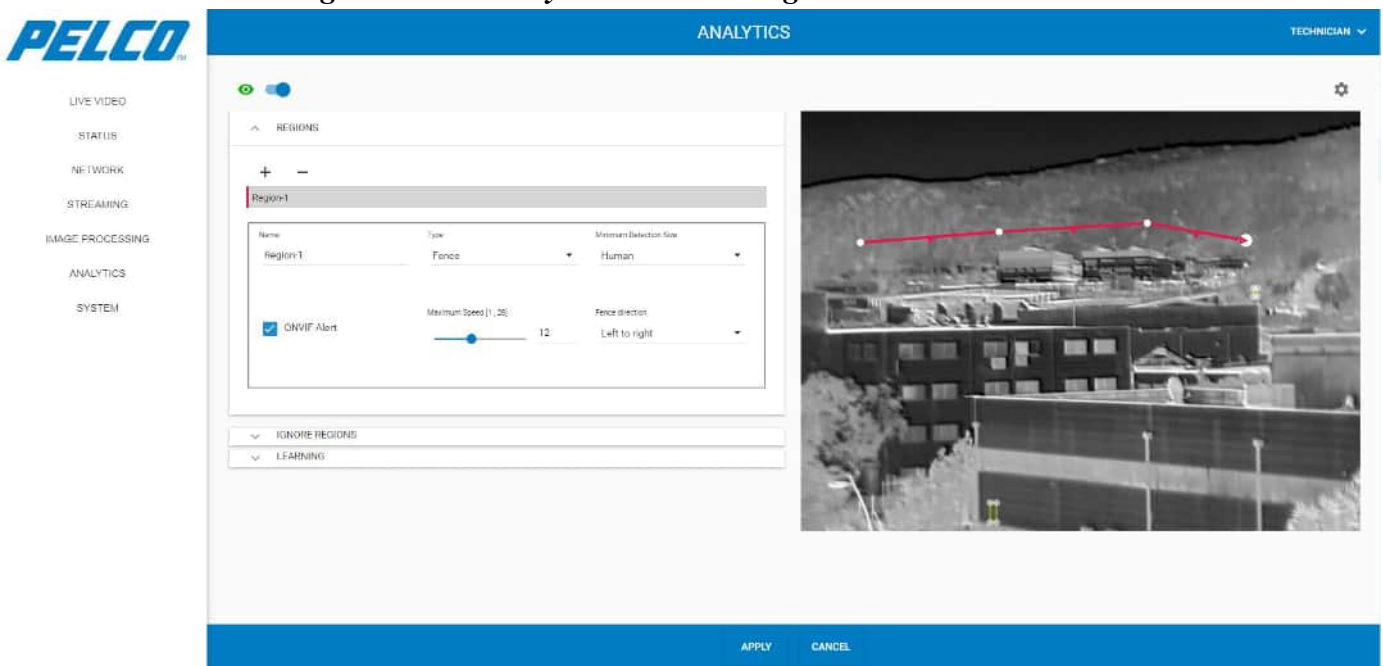 PELCO
TM
ANALYTICS
TECHNICIAN
LIVE VIDEO
STATUS
NETWORK
STREAMING
IMAGE PROCESSING
ANALYTICS
SYSTEM
REGIONS
+ −
Region-1
Name Type Minimum Detection Size
Region-1 Fence Human
Maximum Speed [1 , 28] Fence direction
ONVIF Alert 12 Left to right
IGNORE REGIONS
LEARNING
APPLY CANCEL